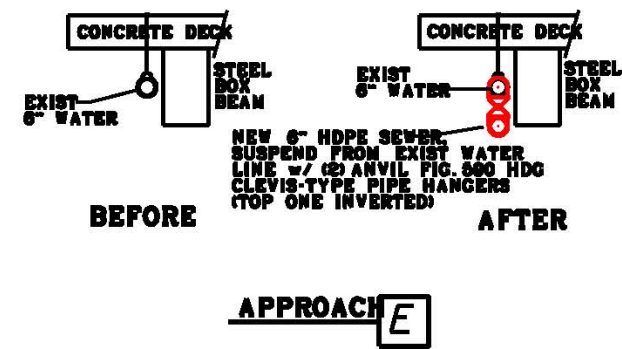 CONCRETE DECK
STEEL
BOX
BEAM
EXIST
6" WATER
BEFORE
CONCRETE DECK
STEEL
BOX
BEAM
EXIST
6" WATER
NEW 6" HDPE SEWER,
SUSPEND FROM EXIST WATER
LINE w/ (2) ANVIL FIG. 590 HDG
CLEVIS-TYPE PIPE HANGERS
(TOP ONE INVERTED)
AFTER
APPROACH E